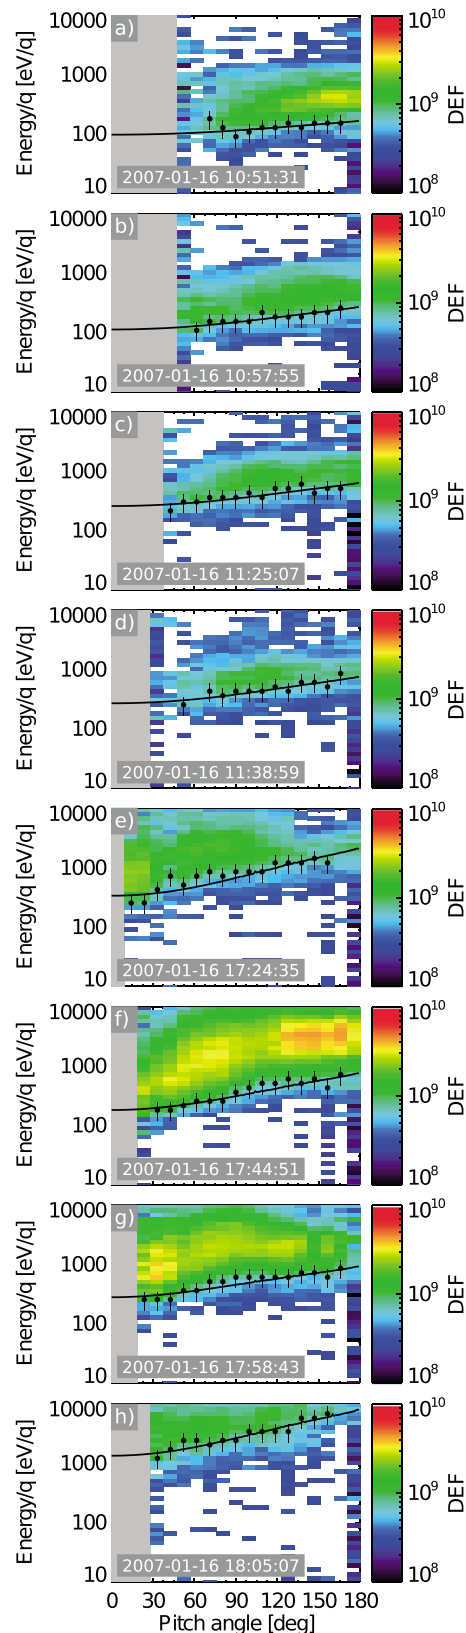 a)
10000
1000
100
10
Energy/q [eV/q]
2007-01-16 10:51:31
10^10
10^9
10^8
DEF
b)
10000
1000
100
10
Energy/q [eV/q]
2007-01-16 10:57:55
10^10
10^9
10^8
DEF
c)
10000
1000
100
10
Energy/q [eV/q]
2007-01-16 11:25:07
10^10
10^9
10^8
DEF
d)
10000
1000
100
10
Energy/q [eV/q]
2007-01-16 11:38:59
10^10
10^9
10^8
DEF
e)
10000
1000
100
10
Energy/q [eV/q]
2007-01-16 17:24:35
10^10
10^9
10^8
DEF
f)
10000
1000
100
10
Energy/q [eV/q]
2007-01-16 17:44:51
10^10
10^9
10^8
DEF
g)
10000
1000
100
10
Energy/q [eV/q]
2007-01-16 17:58:43
10^10
10^9
10^8
DEF
h)
10000
1000
100
10
Energy/q [eV/q]
2007-01-16 18:05:07
10^10
10^9
10^8
DEF
0 30 60 90 120 150 180
Pitch angle [deg]